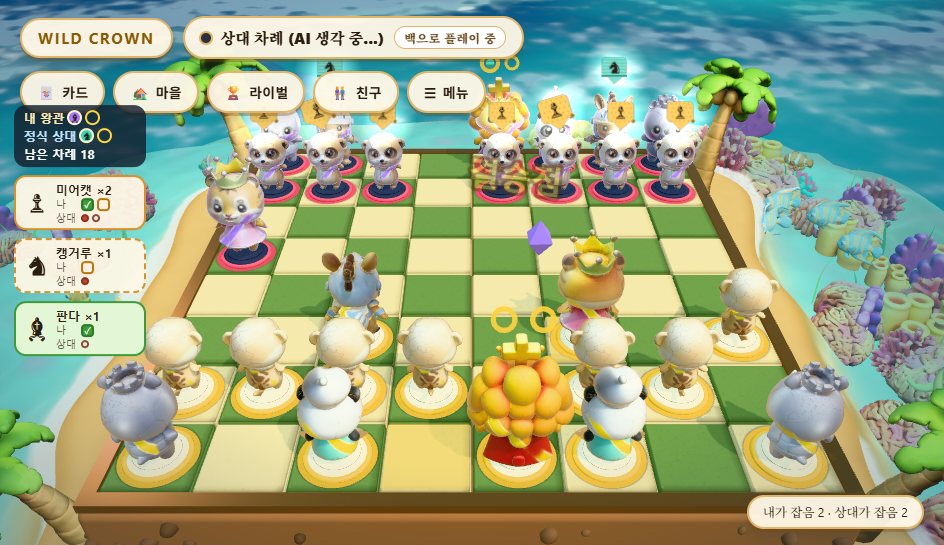 WILD CROWN
상대 차례 (AI 생각 중...)
백으로 플레이 중
카드
마을
라이벌
친구
메뉴
내 왕관
정식 상대
남은 차례 18
미어캣 ×2
나
상대
캥거루 ×1
나
상대
판다 ×1
나
상대
내가 잡음 2 · 상대가 잡음 2